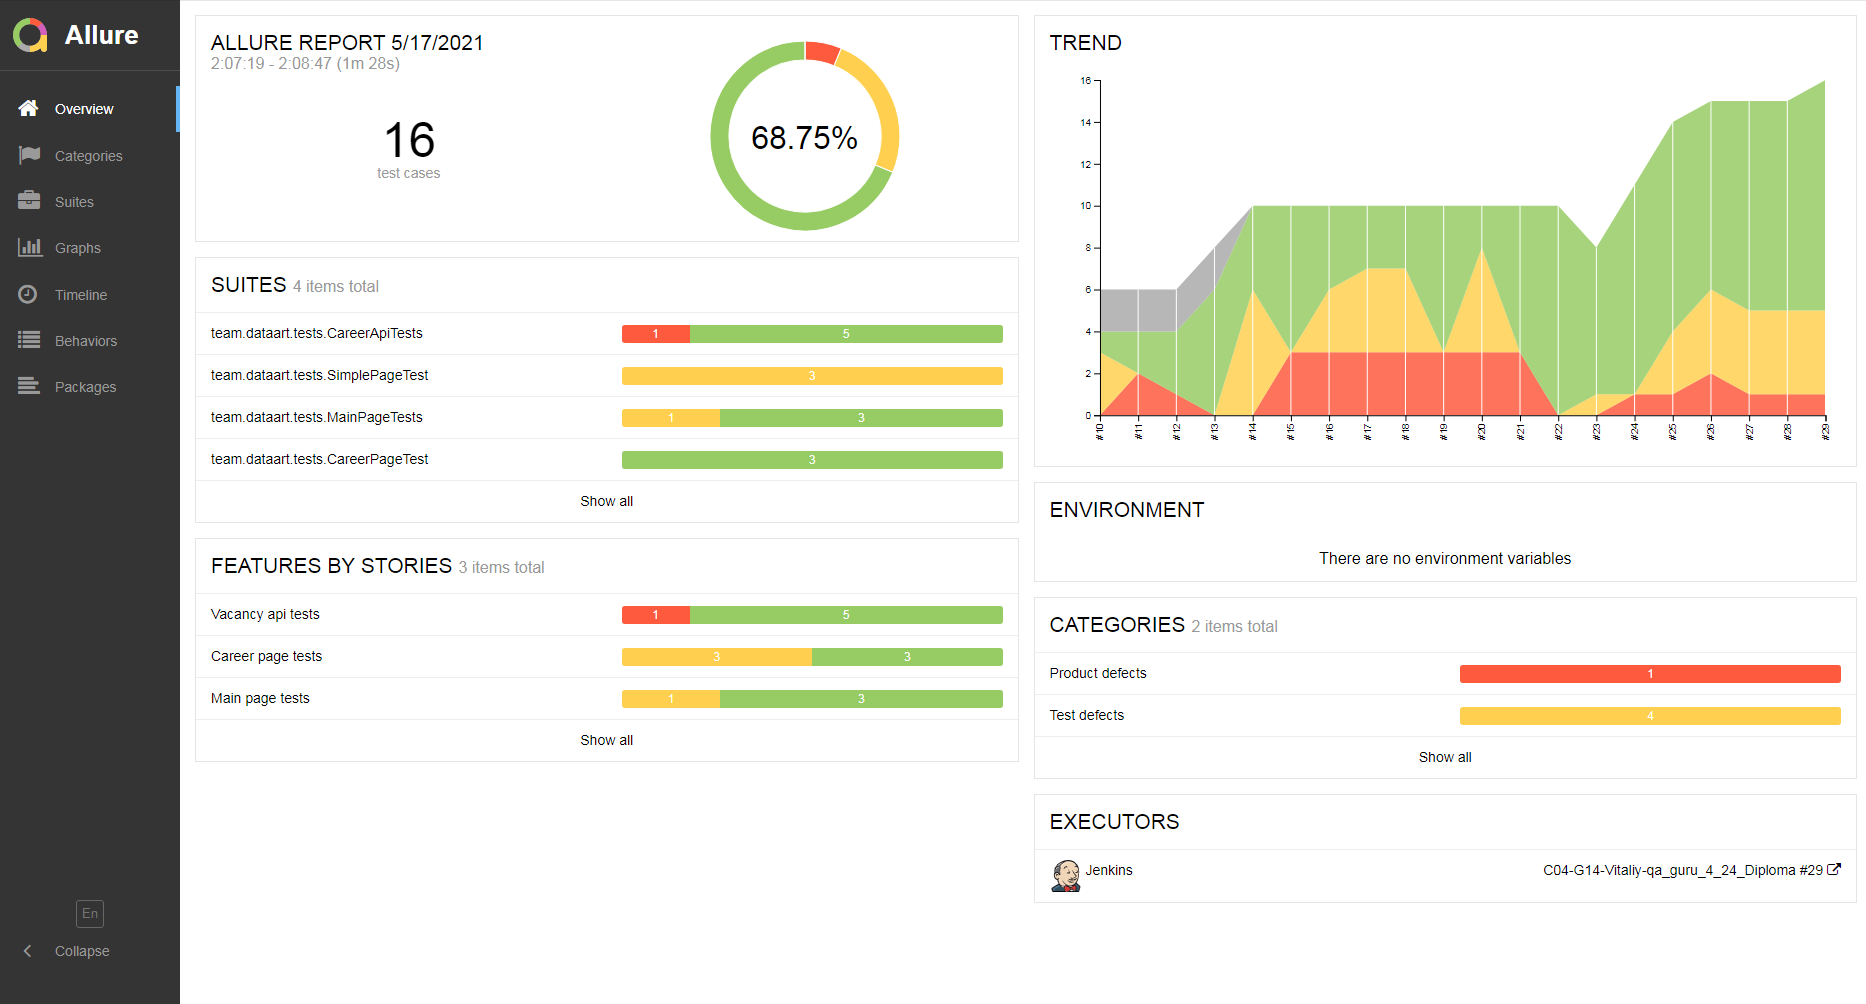 Allure
Overview
Categories
Suites
Graphs
Timeline
Behaviors
Packages
En
Collapse
ALLURE REPORT 5/17/2021
2:07:19 - 2:08:47 (1m 28s)
16
test cases
68.75%
SUITES 4 items total
team.dataart.tests.CareerApiTests 1 5
team.dataart.tests.SimplePageTest 3
team.dataart.tests.MainPageTests 1 3
team.dataart.tests.CareerPageTest 3
Show all
FEATURES BY STORIES 3 items total
Vacancy api tests 1 5
Career page tests 3 3
Main page tests 1 3
Show all
TREND
16
14
12
10
8
6
4
2
0
#10 #11 #12 #13 #14 #15 #16 #17 #18 #19 #20 #21 #22 #23 #24 #25 #26 #27 #28 #29
ENVIRONMENT
There are no environment variables
CATEGORIES 2 items total
Product defects 1
Test defects 4
Show all
EXECUTORS
Jenkins C04-G14-Vitaliy-qa_guru_4_24_Diploma #29